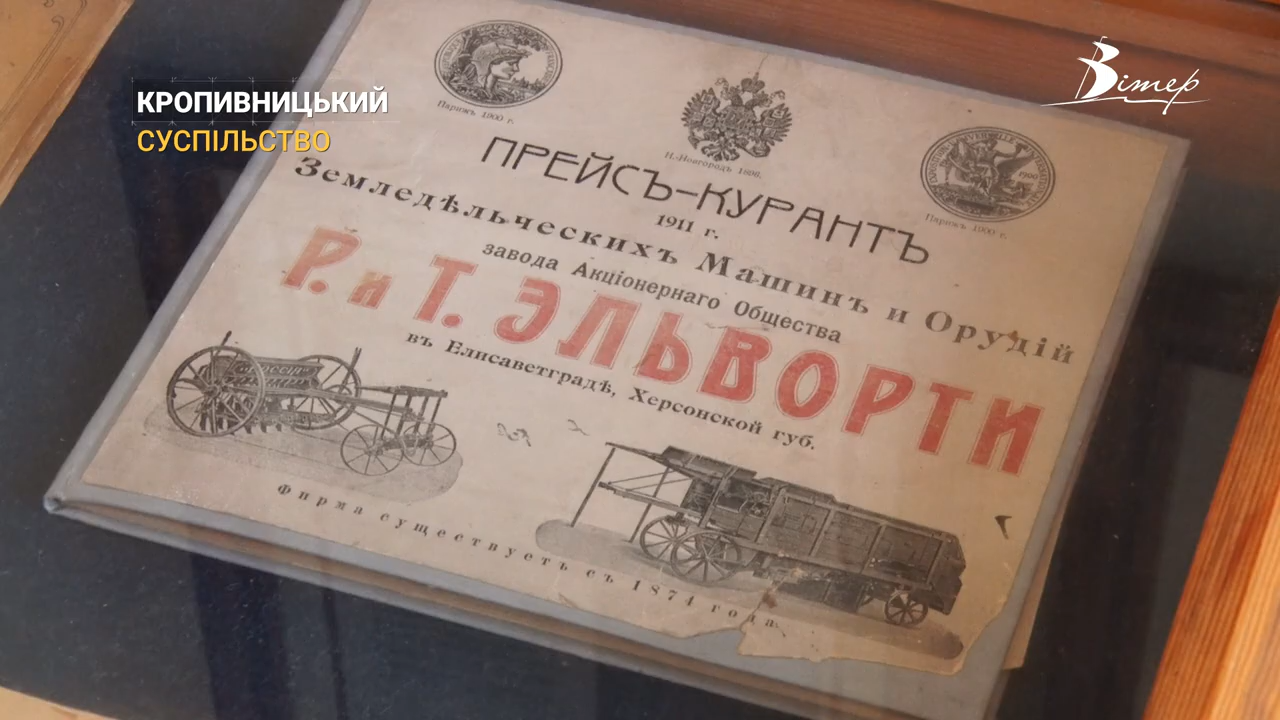 КРОПИВНИЦЬКИЙ
СУСПІЛЬСТВО
Вітер
Парижъ 1900 г.
Н.-Новгородъ 1896.
1900
Парижъ 1900 г.
ПРЕЙСЪ-КУРАНТЪ
1911 г.
Земледѣльческихъ Машинъ и Орудій
завода Акціонернаго Общества
Р. и Т. ЭЛЬВОРТИ
въ Елисаветградѣ, Херсонской губ.
Фирма существуетъ съ 1874 года